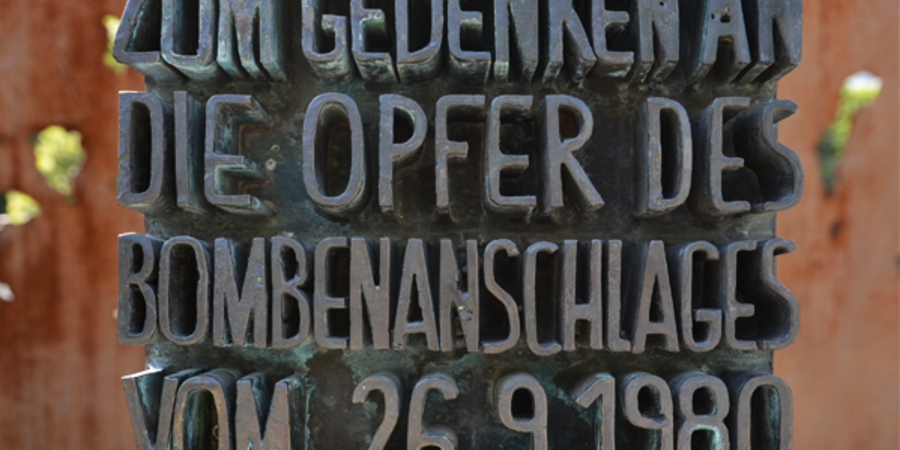 ZUM GEDENKEN AN
DIE OPFER DES
BOMBENANSCHLAGES
VOM 26.9.1980